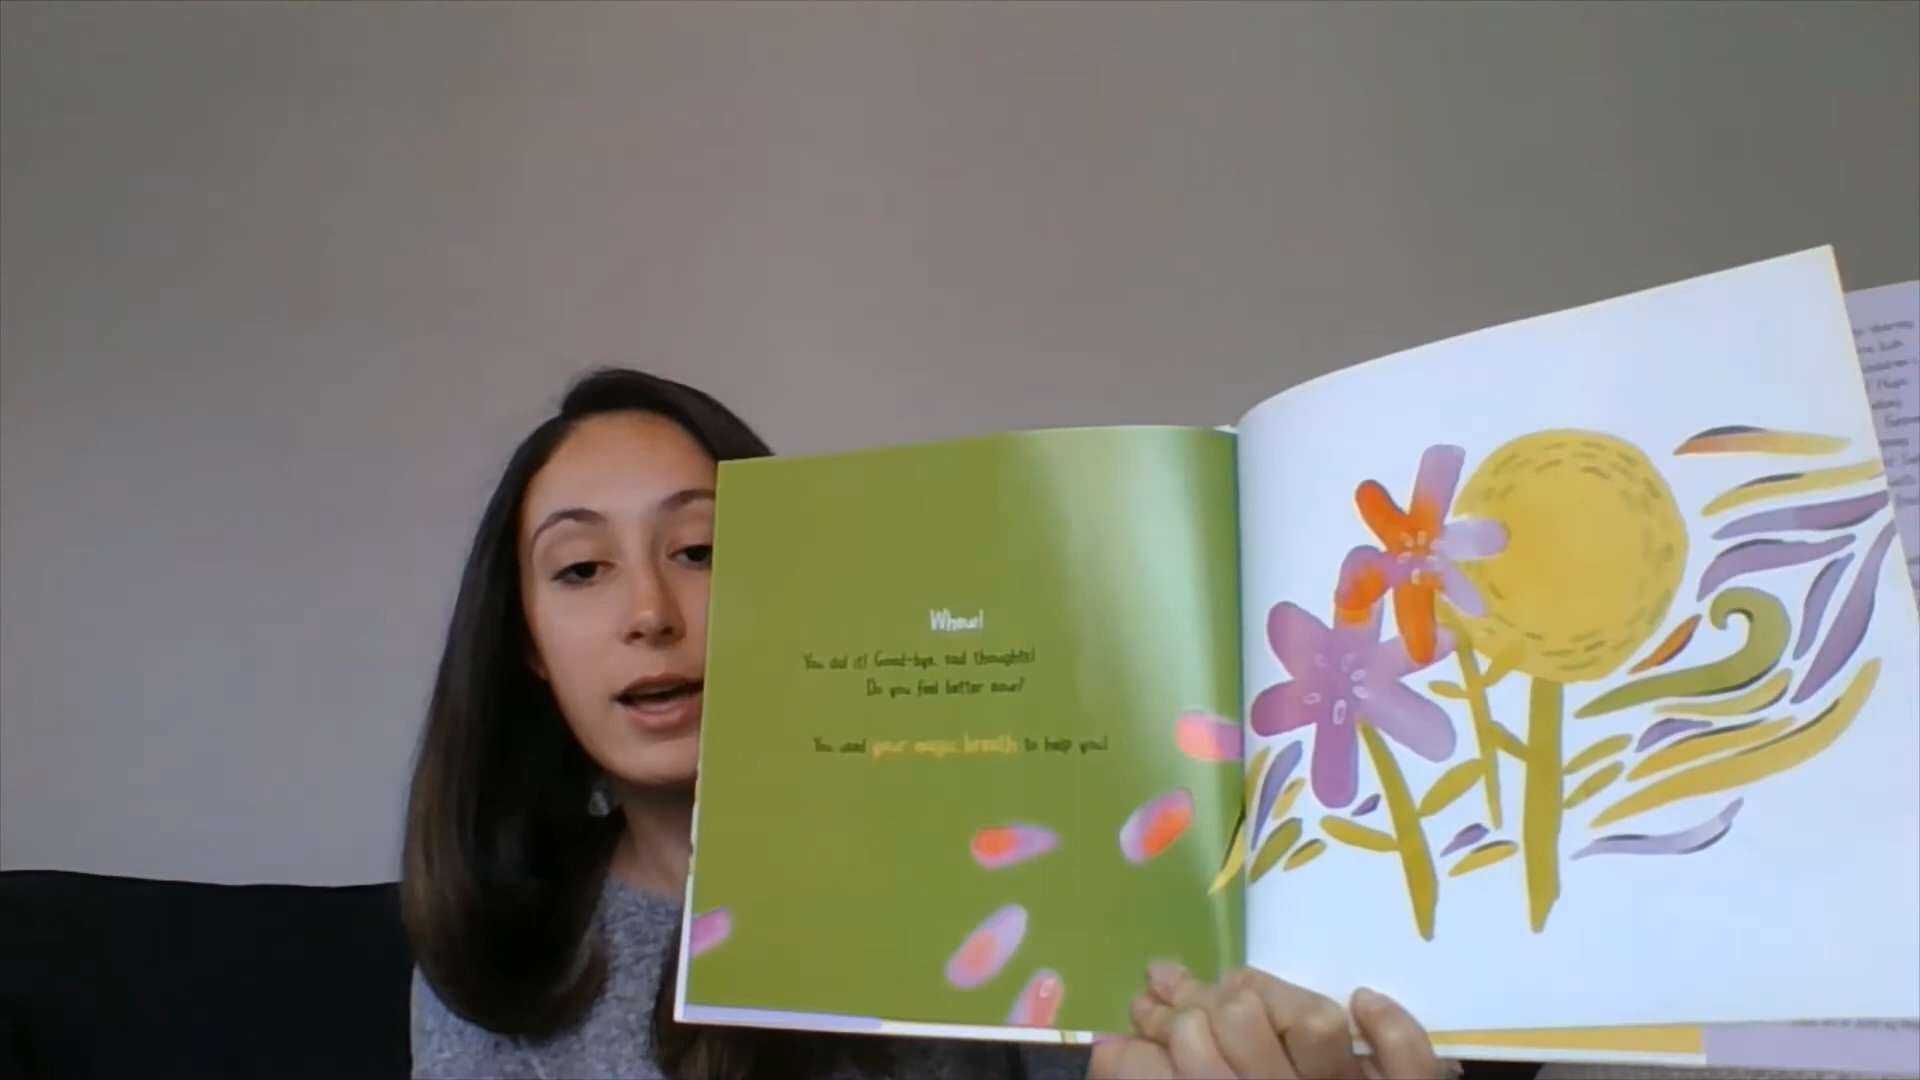 Whew!
You did it! Good-bye, sad thoughts!
Do you feel better now?
You used your magic breath to help you!